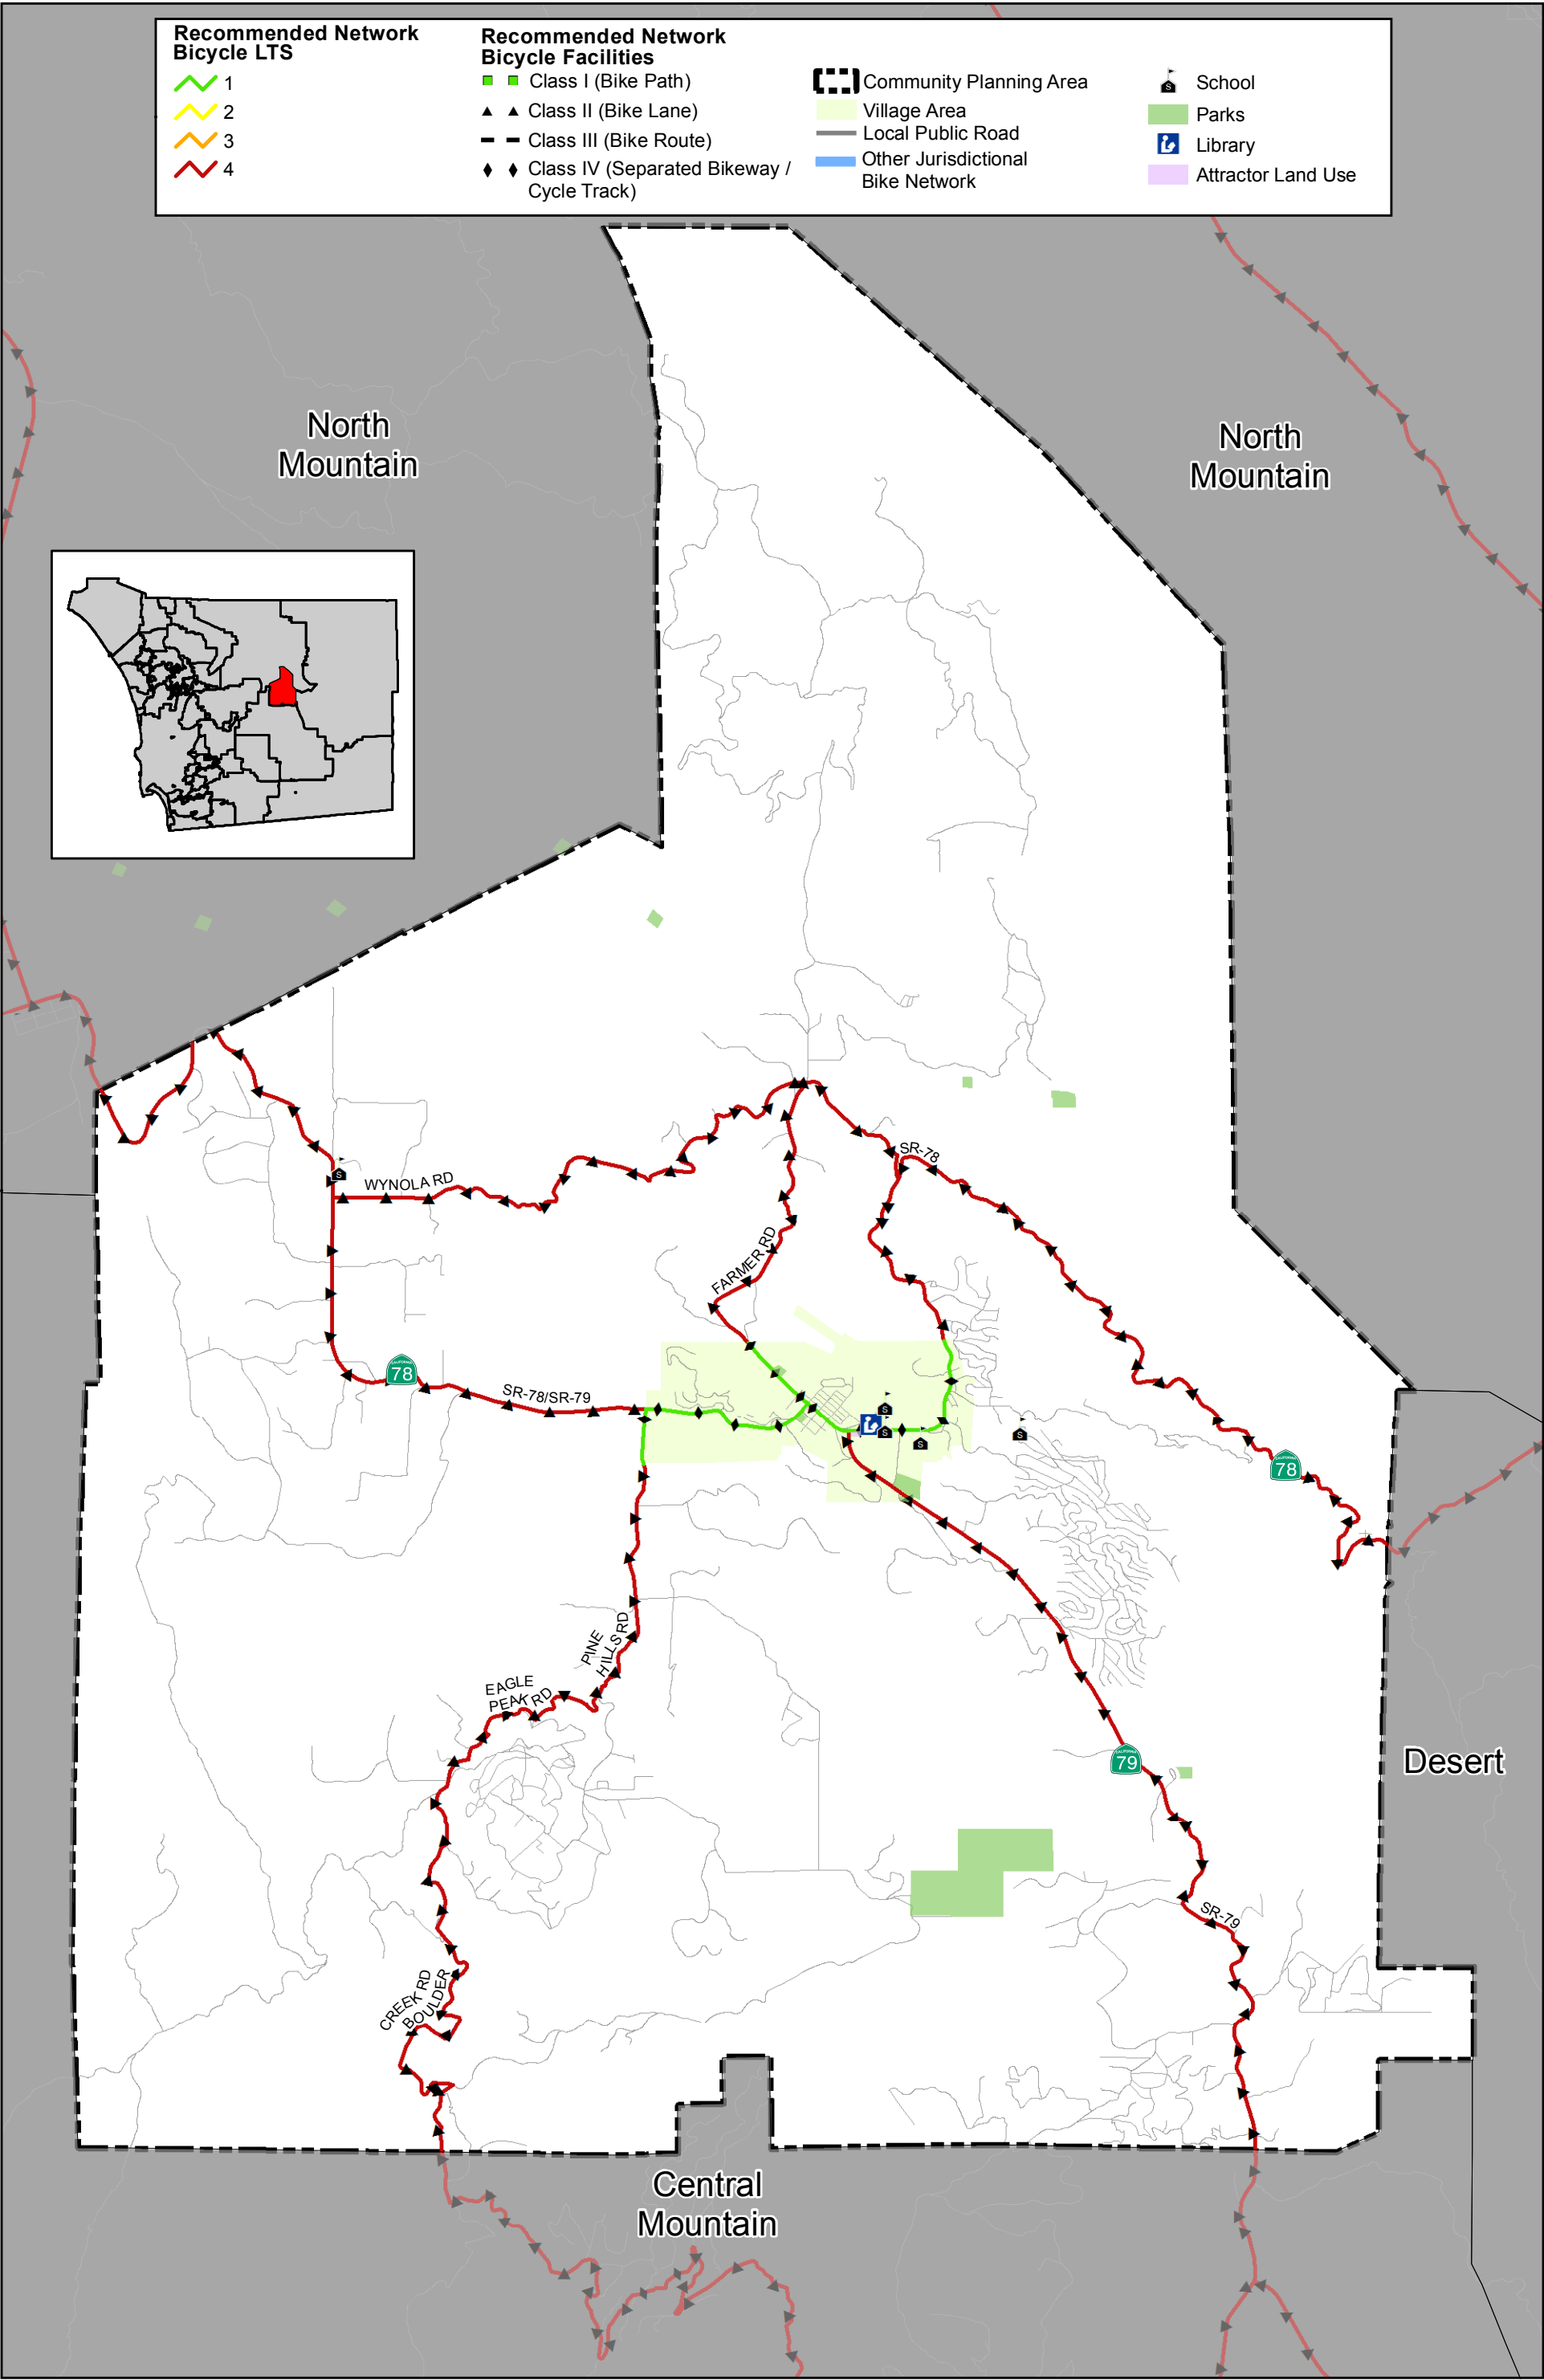 Recommended Network
Bicycle LTS
1
2
3
4
Recommended Network
Bicycle Facilities
Class I (Bike Path)
Class II (Bike Lane)
Class III (Bike Route)
Class IV (Separated Bikeway /
Cycle Track)
Community Planning Area
Village Area
Local Public Road
Other Jurisdictional
Bike Network
School
Parks
Library
Attractor Land Use
North
Mountain
North
Mountain
SR-78
WYNOLA RD
FARMER RD
CALIFORNIA
78
SR-78/SR-79
S
S
S
S
S
CALIFORNIA
78
PINE
HILLS RD
EAGLE
PEAK RD
CALIFORNIA
79
Desert
SR-79
CREEK RD
BOULDER
Central
Mountain